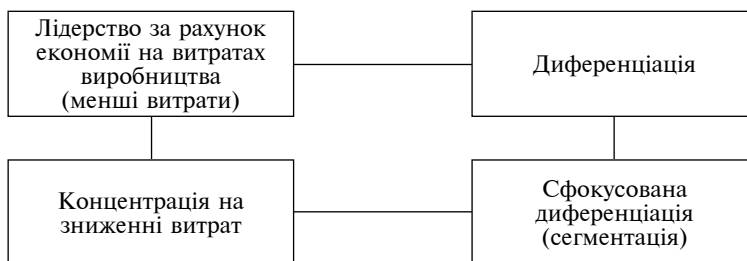 Лідерство за рахунок
економії на витратах
виробництва
(менші витрати)
Диференціація
Концентрація на
зниженні витрат
Сфокусована
диференціація
(сегментація)